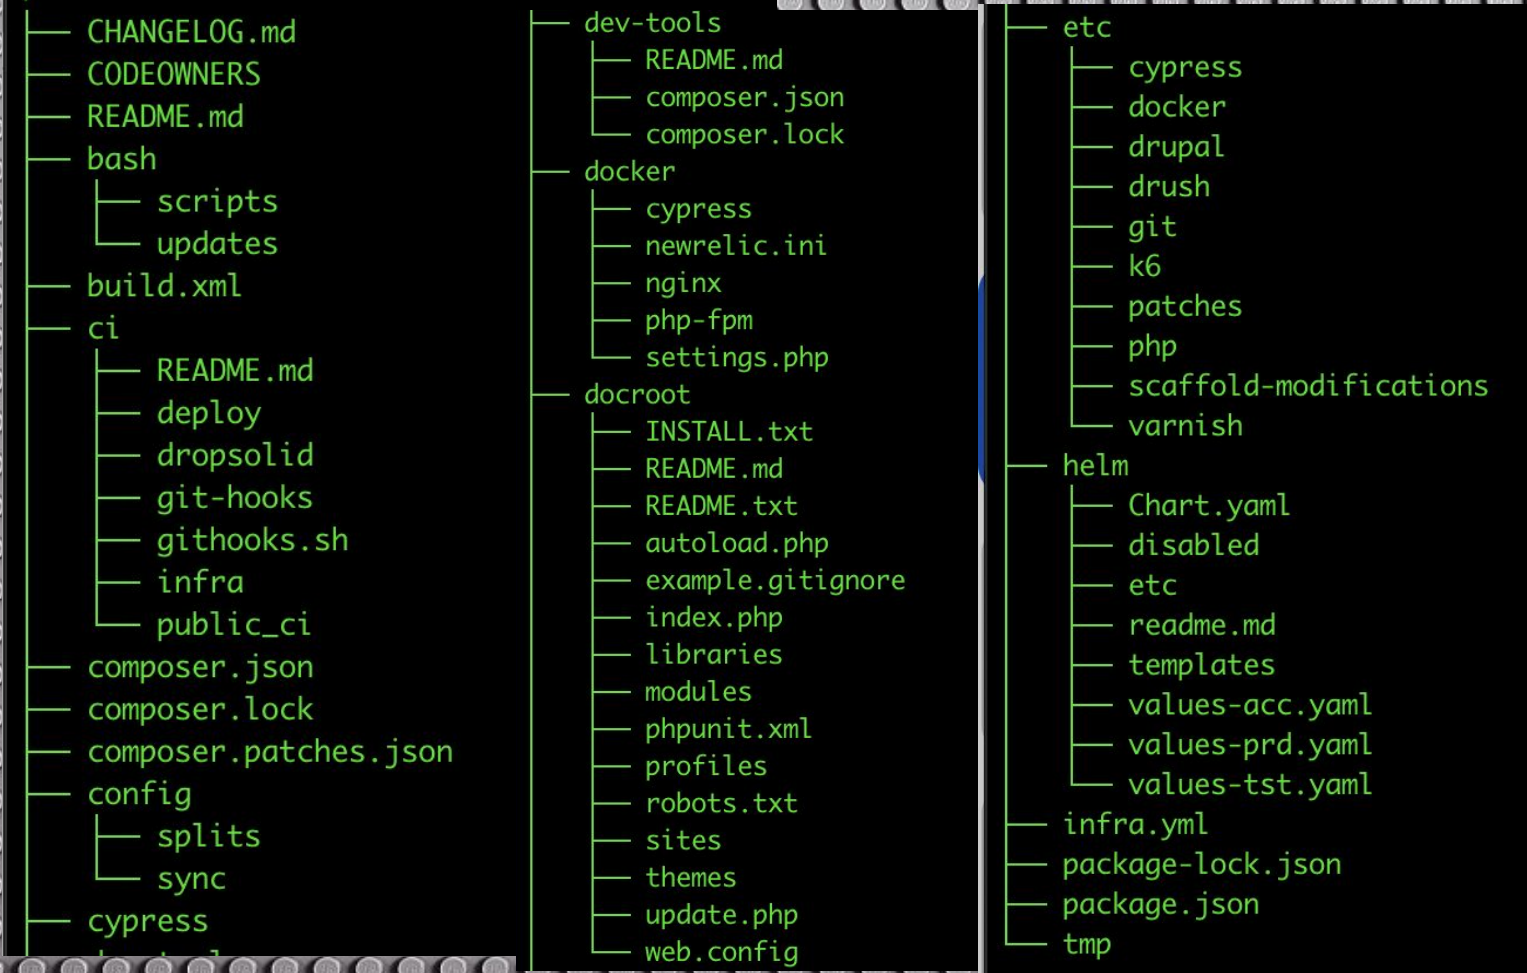 CHANGELOG.md
CODEOWNERS
README.md
bash
scripts
updates
build.xml
ci
README.md
deploy
dropsolid
git-hooks
githooks.sh
infra
public_ci
composer.json
composer.lock
composer.patches.json
config
splits
sync
cypress
dev-tools
README.md
composer.json
composer.lock
docker
cypress
newrelic.ini
nginx
php-fpm
settings.php
docroot
INSTALL.txt
README.md
README.txt
autoload.php
example.gitignore
index.php
libraries
modules
phpunit.xml
profiles
robots.txt
sites
themes
update.php
web.config
etc
cypress
docker
drupal
drush
git
k6
patches
php
scaffold-modifications
varnish
helm
Chart.yaml
disabled
etc
readme.md
templates
values-acc.yaml
values-prd.yaml
values-tst.yaml
infra.yml
package-lock.json
package.json
tmp